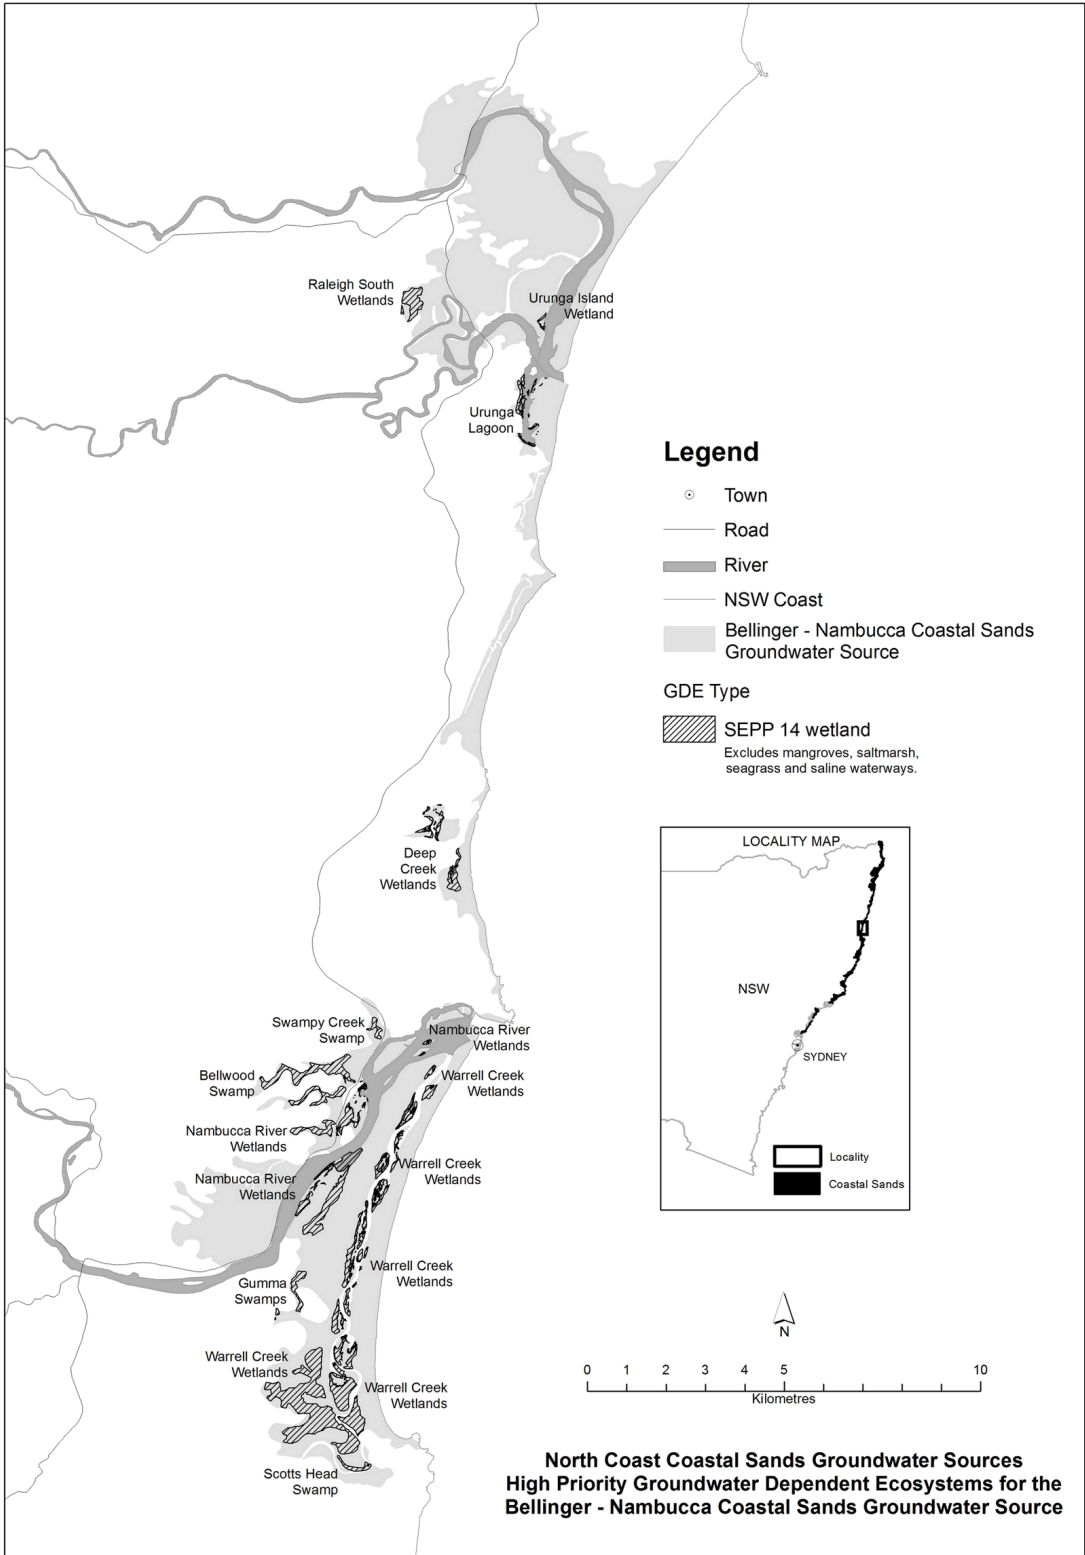 Raleigh South
Wetlands
Urunga Island
Wetland
Urunga
Lagoon
Legend
Town
Road
River
NSW Coast
Bellinger - Nambucca Coastal Sands
Groundwater Source
GDE Type
SEPP 14 wetland
Excludes mangroves, saltmarsh,
seagrass and saline waterways.
LOCALITY MAP
NSW
SYDNEY
Locality
Coastal Sands
Deep
Creek
Wetlands
Swampy Creek
Swamp
Nambucca River
Wetlands
Bellwood
Swamp
Warrell Creek
Wetlands
Nambucca River
Wetlands
Warrell Creek
Wetlands
Nambucca River
Wetlands
Warrell Creek
Wetlands
Gumma
Swamps
Warrell Creek
Wetlands
Warrell Creek
Wetlands
Scotts Head
Swamp
N
0 1 2 3 4 5 10
Kilometres
North Coast Coastal Sands Groundwater Sources
High Priority Groundwater Dependent Ecosystems for the
Bellinger - Nambucca Coastal Sands Groundwater Source